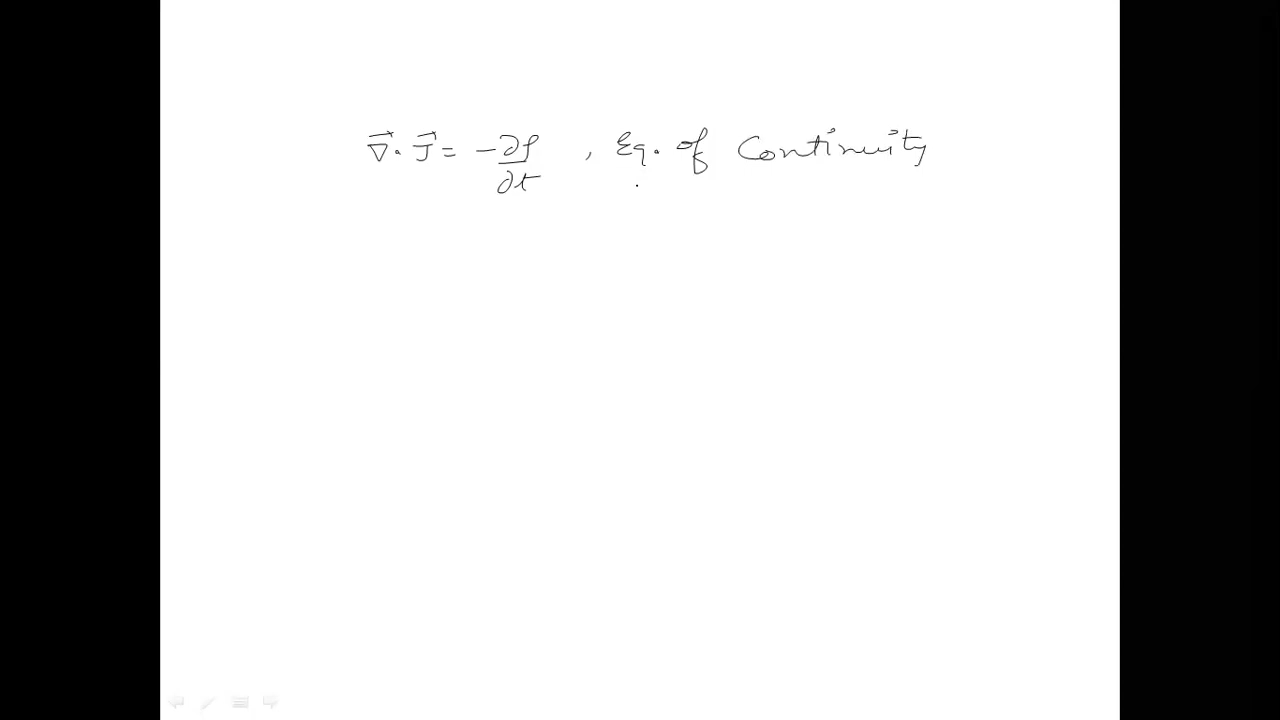 ∇⃗. J⃗ = -∂ρ/∂t , Eq. of Continuity